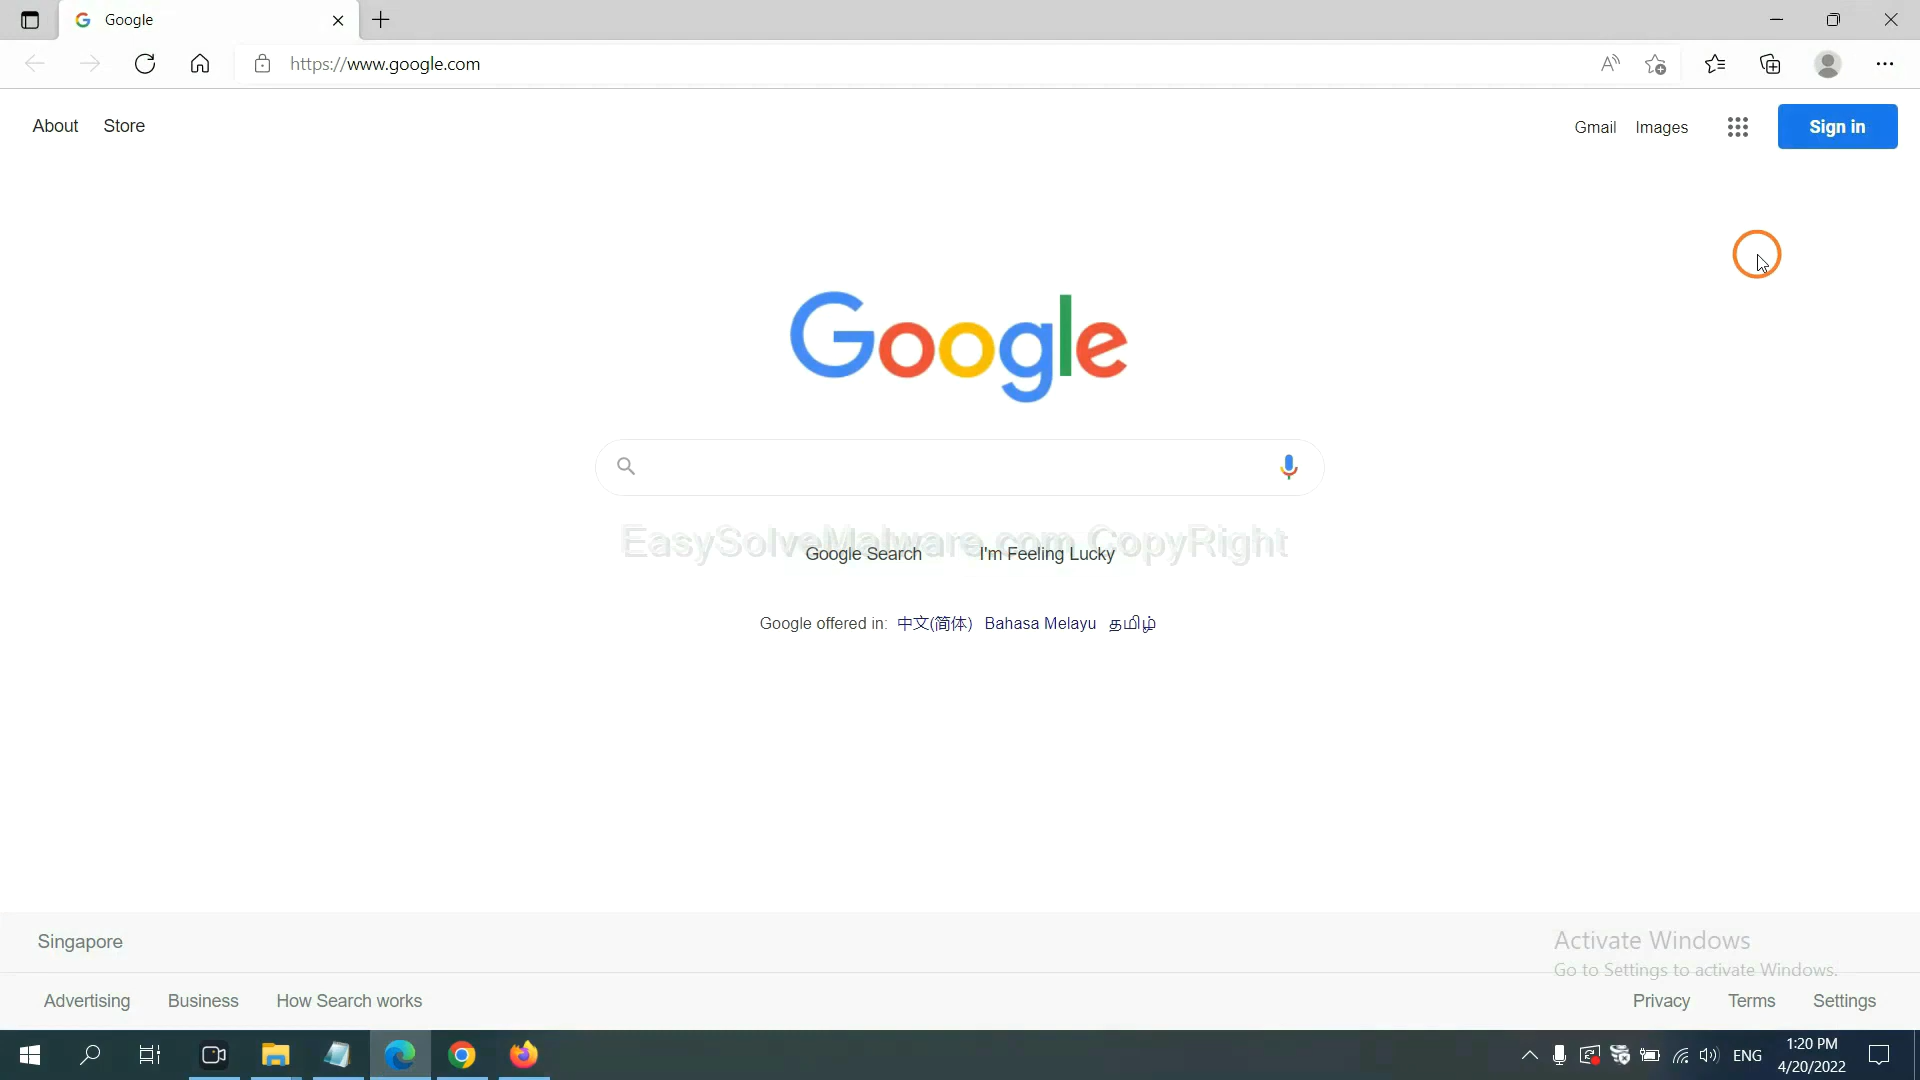 Google
https://www.google.com
About Store
Gmail Images Sign in
Google
EasySolveMalware.com CopyRight
Google Search I'm Feeling Lucky
Google offered in: 中文(简体) Bahasa Melayu தமிழ்
Singapore
Activate Windows
Go to Settings to activate Windows.
Advertising Business How Search works
Privacy Terms Settings
ENG
1:20 PM
4/20/2022